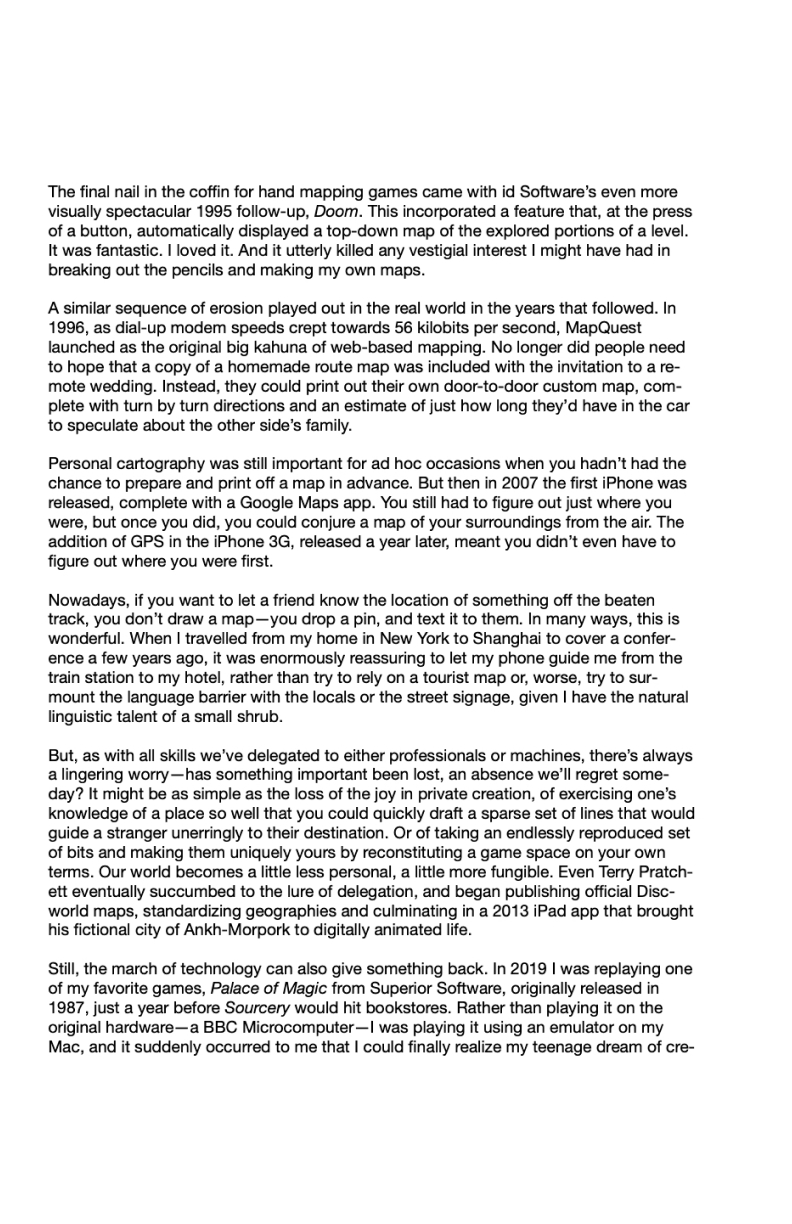 The final nail in the coffin for hand mapping games came with id Software’s even more
visually spectacular 1995 follow-up, Doom. This incorporated a feature that, at the press
of a button, automatically displayed a top-down map of the explored portions of a level.
It was fantastic. I loved it. And it utterly killed any vestigial interest I might have had in
breaking out the pencils and making my own maps.
A similar sequence of erosion played out in the real world in the years that followed. In
1996, as dial-up modem speeds crept towards 56 kilobits per second, MapQuest
launched as the original big kahuna of web-based mapping. No longer did people need
to hope that a copy of a homemade route map was included with the invitation to a re-
mote wedding. Instead, they could print out their own door-to-door custom map, com-
plete with turn by turn directions and an estimate of just how long they’d have in the car
to speculate about the other side’s family.
Personal cartography was still important for ad hoc occasions when you hadn’t had the
chance to prepare and print off a map in advance. But then in 2007 the first iPhone was
released, complete with a Google Maps app. You still had to figure out just where you
were, but once you did, you could conjure a map of your surroundings from the air. The
addition of GPS in the iPhone 3G, released a year later, meant you didn’t even have to
figure out where you were first.
Nowadays, if you want to let a friend know the location of something off the beaten
track, you don’t draw a map—you drop a pin, and text it to them. In many ways, this is
wonderful. When I travelled from my home in New York to Shanghai to cover a confer-
ence a few years ago, it was enormously reassuring to let my phone guide me from the
train station to my hotel, rather than try to rely on a tourist map or, worse, try to sur-
mount the language barrier with the locals or the street signage, given I have the natural
linguistic talent of a small shrub.
But, as with all skills we’ve delegated to either professionals or machines, there’s always
a lingering worry—has something important been lost, an absence we’ll regret some-
day? It might be as simple as the loss of the joy in private creation, of exercising one’s
knowledge of a place so well that you could quickly draft a sparse set of lines that would
guide a stranger unerringly to their destination. Or of taking an endlessly reproduced set
of bits and making them uniquely yours by reconstituting a game space on your own
terms. Our world becomes a little less personal, a little more fungible. Even Terry Pratch-
ett eventually succumbed to the lure of delegation, and began publishing official Disc-
world maps, standardizing geographies and culminating in a 2013 iPad app that brought
his fictional city of Ankh-Morpork to digitally animated life.
Still, the march of technology can also give something back. In 2019 I was replaying one
of my favorite games, Palace of Magic from Superior Software, originally released in
1987, just a year before Sourcery would hit bookstores. Rather than playing it on the
original hardware—a BBC Microcomputer—I was playing it using an emulator on my
Mac, and it suddenly occurred to me that I could finally realize my teenage dream of cre-